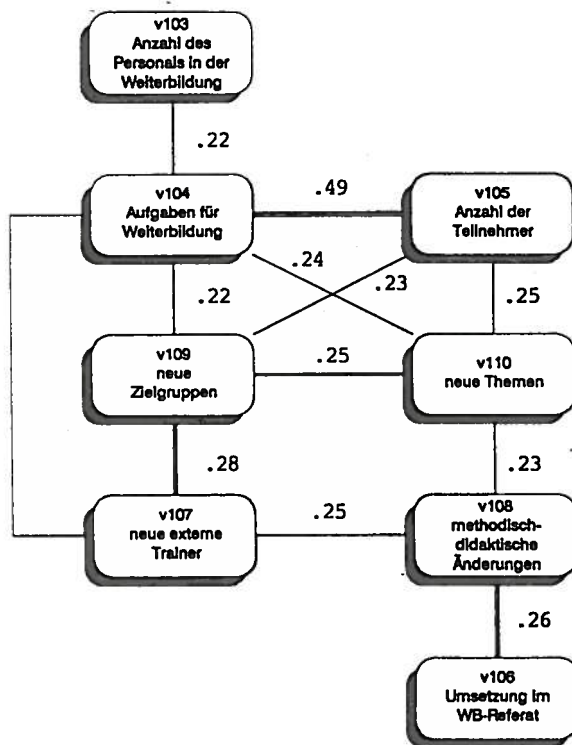 v103
Anzahl des
Personals in der
Weiterbildung
.22
v104
Aufgaben für
Weiterbildung
.49
v105
Anzahl der
Teilnehmer
.24
.23
.22
.25
v109
neue
Zielgruppen
.25
v110
neue Themen
.28
.23
v107
neue externe
Trainer
.25
v108
methodisch-
didaktische
Änderungen
.26
v106
Umsetzung im
WB-Referat